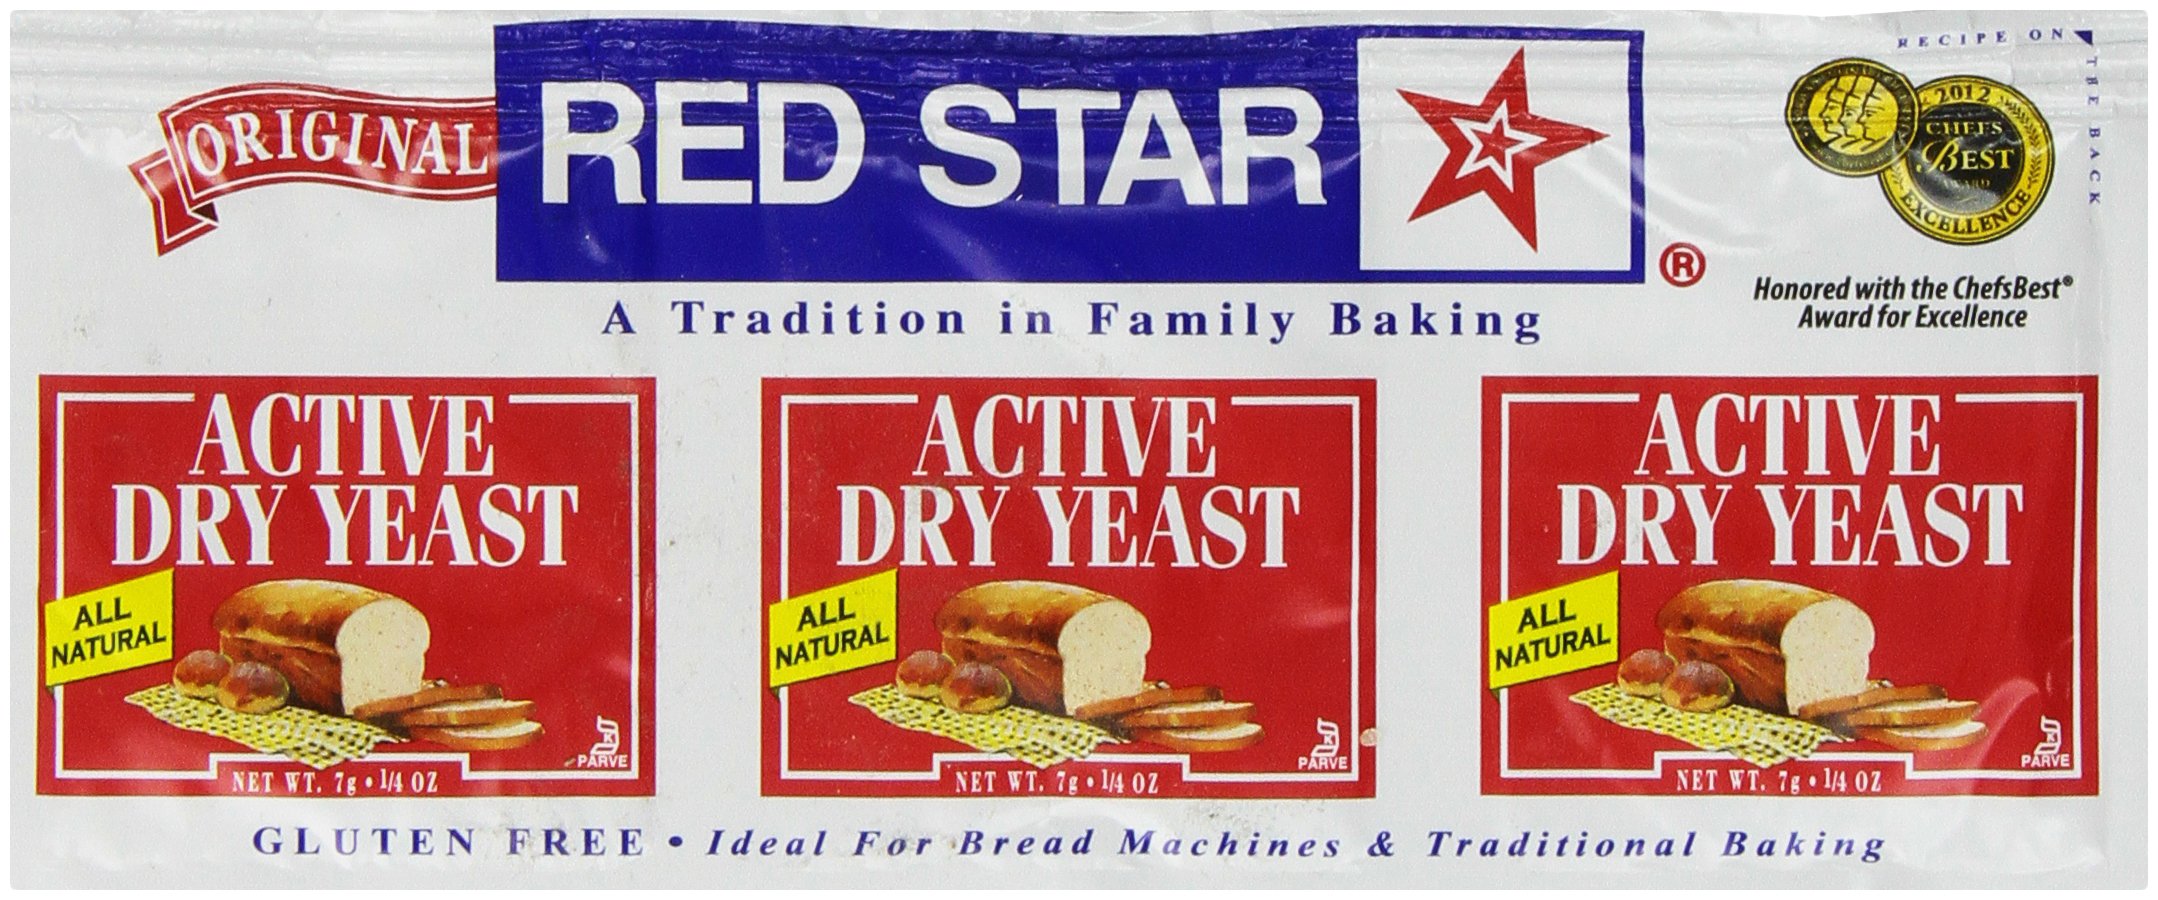 RECIPE ON
THE BACK
ORIGINAL
RED STAR
®
2012
CHEFS
BEST
AWARD
EXCELLENCE
Honored with the ChefsBest®
Award for Excellence
A Tradition in Family Baking
ACTIVE
DRY YEAST
ALL
NATURAL
K
PARVE
NET WT. 7g • 1/4 OZ
ACTIVE
DRY YEAST
ALL
NATURAL
K
PARVE
NET WT. 7g • 1/4 OZ
ACTIVE
DRY YEAST
ALL
NATURAL
K
PARVE
NET WT. 7g • 1/4 OZ
GLUTEN FREE • Ideal For Bread Machines & Traditional Baking